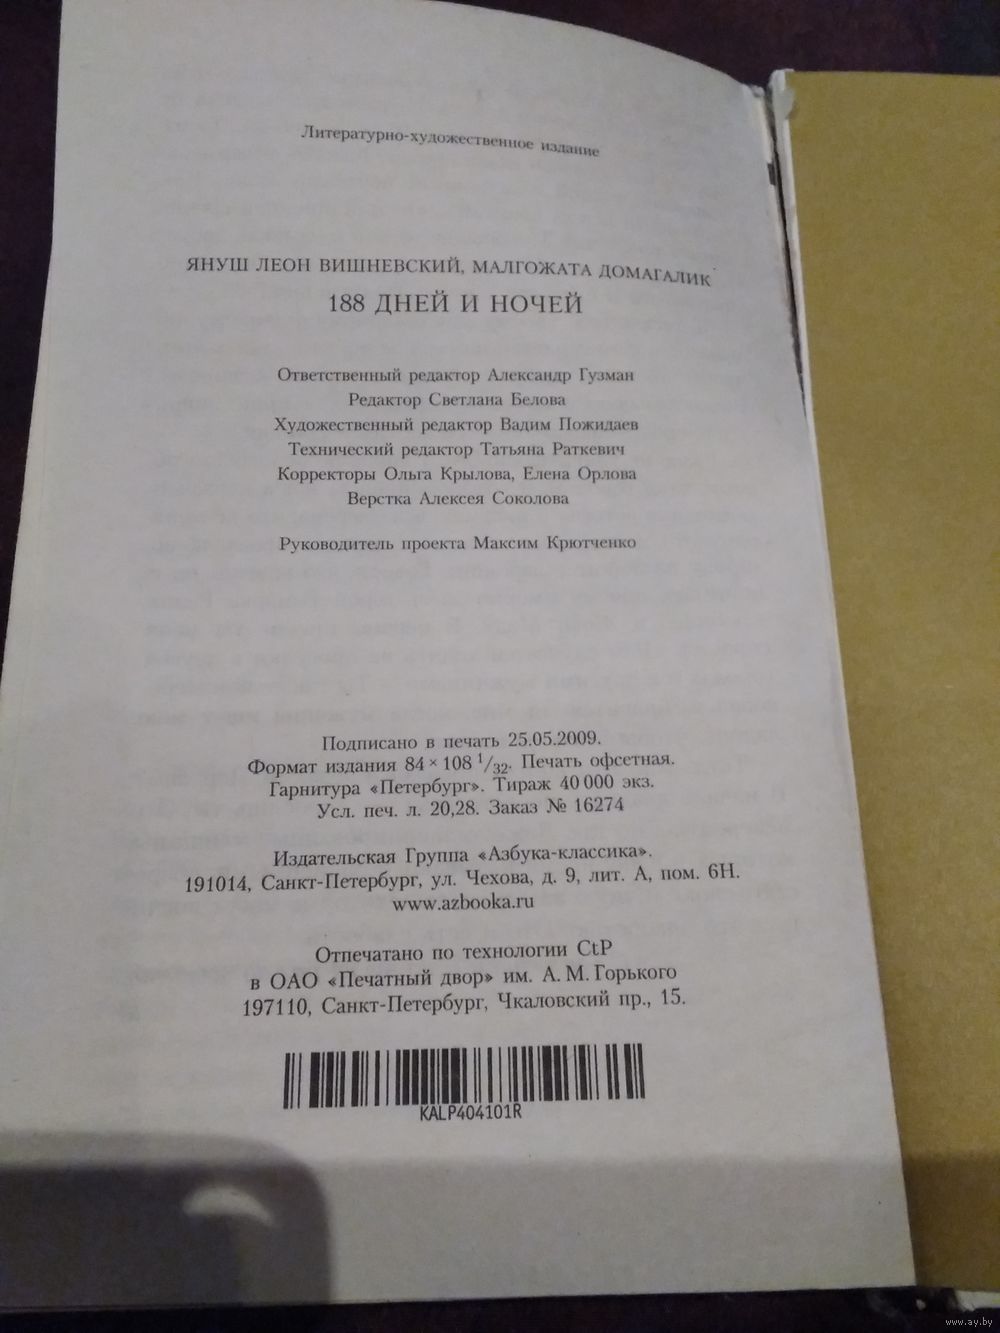 Литературно-художественное издание
ЯНУШ ЛЕОН ВИШНЕВСКИЙ, МАЛГОЖАТА ДОМАГАЛИК
188 ДНЕЙ И НОЧЕЙ
Ответственный редактор Александр Гузман
Редактор Светлана Белова
Художественный редактор Вадим Пожидаев
Технический редактор Татьяна Раткевич
Корректоры Ольга Крылова, Елена Орлова
Верстка Алексея Соколова
Руководитель проекта Максим Крютченко
Подписано в печать 25.05.2009.
Формат издания 84 × 108 1/32. Печать офсетная.
Гарнитура «Петербург». Тираж 40 000 экз.
Усл. печ. л. 20,28. Заказ № 16274
Издательская Группа «Азбука-классика».
191014, Санкт-Петербург, ул. Чехова, д. 9, лит. А, пом. 6Н.
www.azbooka.ru
Отпечатано по технологии CtP
в ОАО «Печатный двор» им. А. М. Горького
197110, Санкт-Петербург, Чкаловский пр., 15.
KALP404101R
www.ay.by